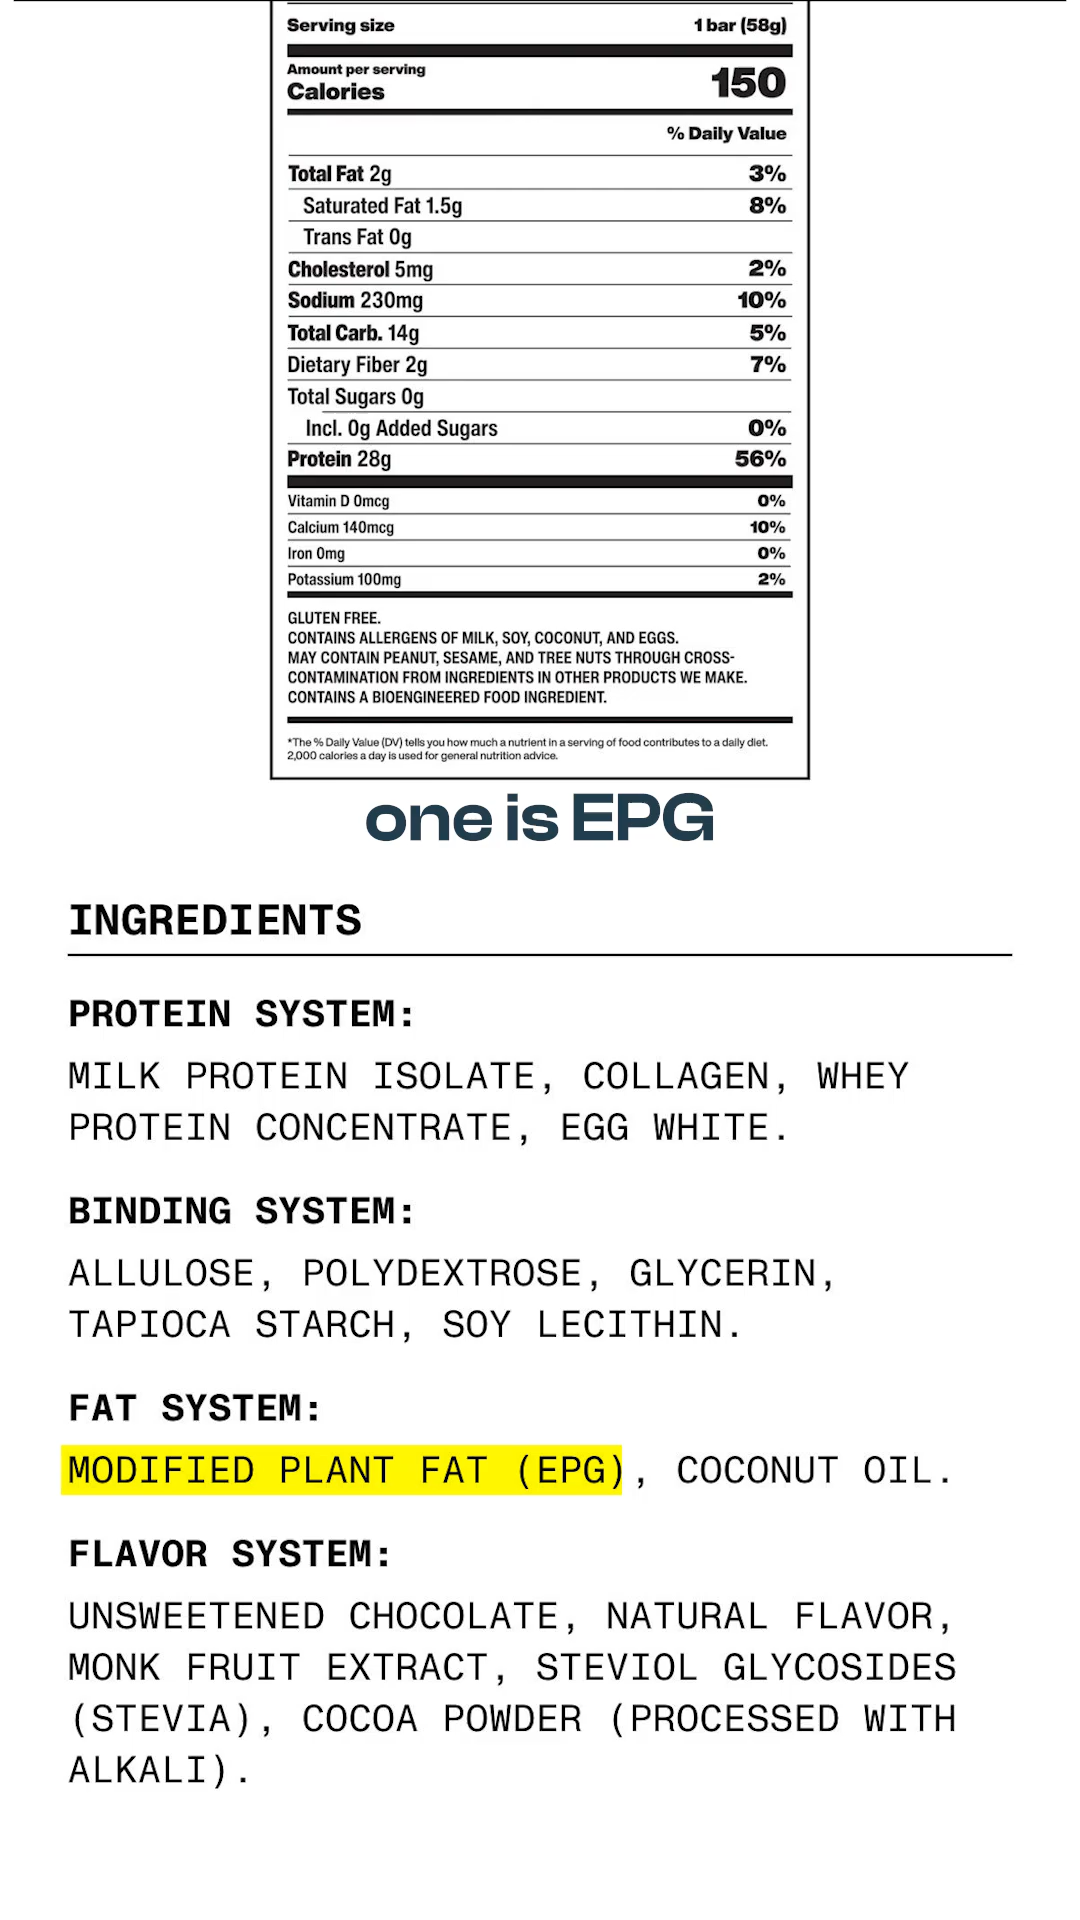 Serving size 1 bar (58g)
Amount per serving
Calories 150
% Daily Value
Total Fat 2g 3%
Saturated Fat 1.5g 8%
Trans Fat 0g
Cholesterol 5mg 2%
Sodium 230mg 10%
Total Carb. 14g 5%
Dietary Fiber 2g 7%
Total Sugars 0g
Incl. 0g Added Sugars 0%
Protein 28g 56%
Vitamin D 0mcg 0%
Calcium 140mcg 10%
Iron 0mg 0%
Potassium 100mg 2%
GLUTEN FREE.
CONTAINS ALLERGENS OF MILK, SOY, COCONUT, AND EGGS.
MAY CONTAIN PEANUT, SESAME, AND TREE NUTS THROUGH CROSS-
CONTAMINATION FROM INGREDIENTS IN OTHER PRODUCTS WE MAKE.
CONTAINS A BIOENGINEERED FOOD INGREDIENT.
*The % Daily Value (DV) tells you how much a nutrient in a serving of food contributes to a daily diet.
2,000 calories a day is used for general nutrition advice.
one is EPG
INGREDIENTS
PROTEIN SYSTEM:
MILK PROTEIN ISOLATE, COLLAGEN, WHEY
PROTEIN CONCENTRATE, EGG WHITE.
BINDING SYSTEM:
ALLULOSE, POLYDEXTROSE, GLYCERIN,
TAPIOCA STARCH, SOY LECITHIN.
FAT SYSTEM:
MODIFIED PLANT FAT (EPG), COCONUT OIL.
FLAVOR SYSTEM:
UNSWEETENED CHOCOLATE, NATURAL FLAVOR,
MONK FRUIT EXTRACT, STEVIOL GLYCOSIDES
(STEVIA), COCOA POWDER (PROCESSED WITH
ALKALI).